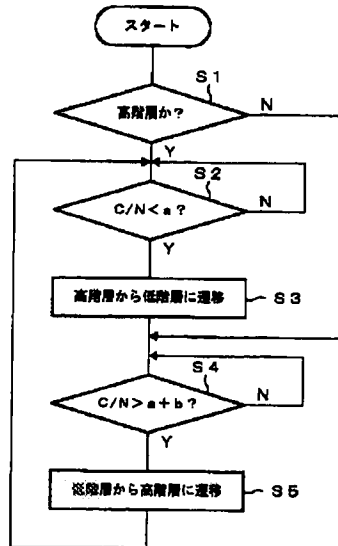 スタート
S1
高階層か?
N
Y
S2
C/N<a?
N
Y
高階層から低階層に遷移
S3
S4
C/N>a+b?
N
Y
低階層から高階層に遷移
S5